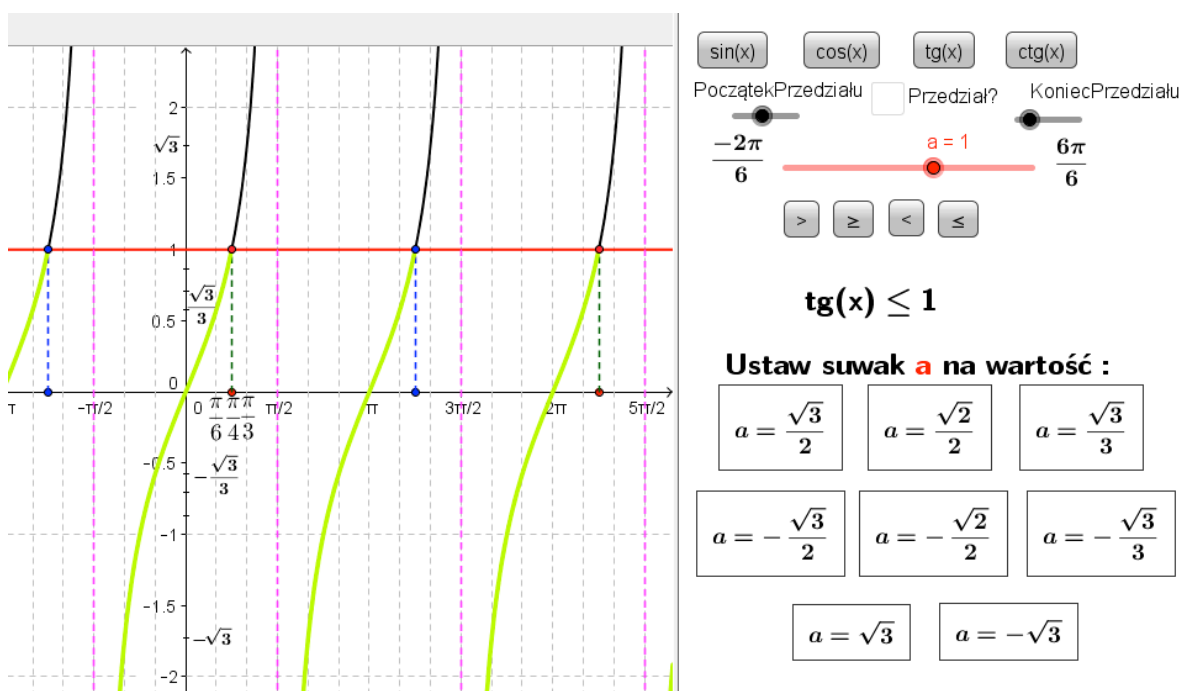 sin(x) cos(x) tg(x) ctg(x)
PoczątekPrzedziału Przedział? KoniecPrzedziału
−2π/6 a = 1 6π/6
> ≥ < ≤
tg(x) ≤ 1
Ustaw suwak a na wartość :
a = √3/2 a = √2/2 a = √3/3
a = −√3/2 a = −√2/2 a = −√3/3
a = √3 a = −√3
2
√3
1.5
1
√3/3
0.5
0
π −π/2 0 π/6 π/4 π/3 π/2 π 3π/2 2π 5π/2
-0.5
−√3/3
-1
-1.5
−√3
-2